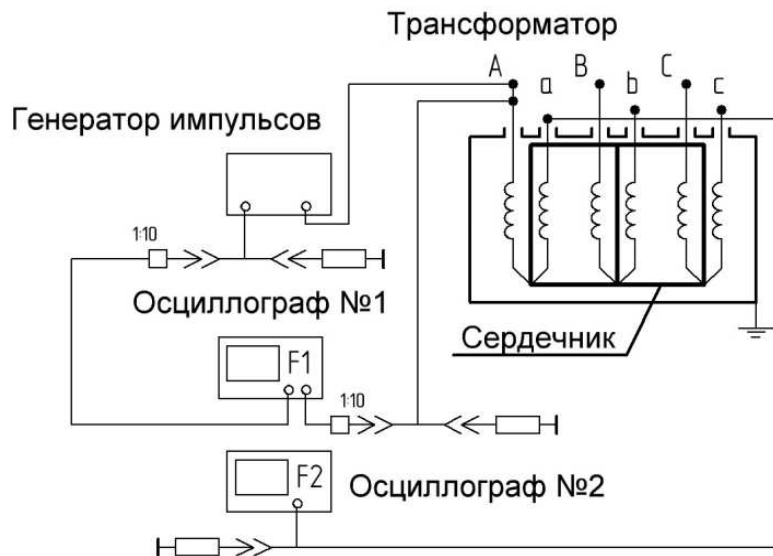 Трансформатор
A
a
B
b
C
c
Генератор импульсов
1:10
Осциллограф №1
Сердечник
F1
1:10
F2
Осциллограф №2